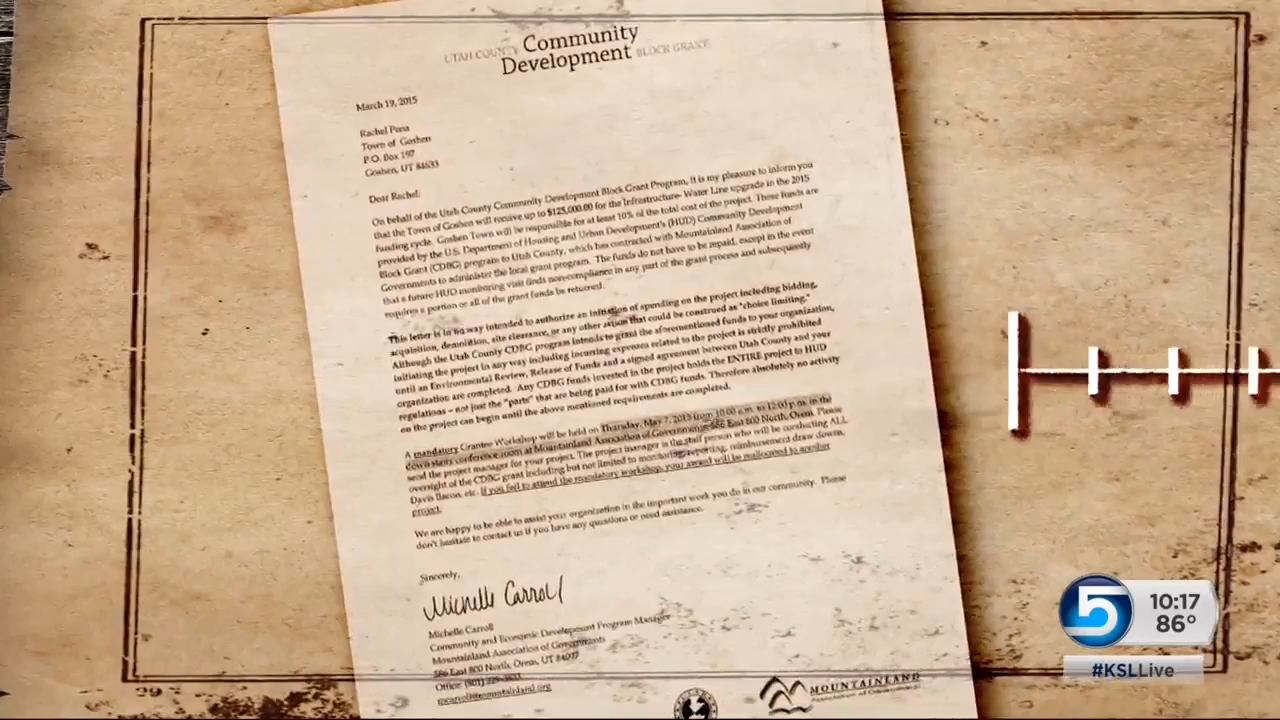 UTAH COUNTY Community
Development BLOCK GRANT
March 19, 2015
Rachel Pena
Town of Goshen
P.O. Box 197
Goshen, UT 84633
Dear Rachel:
On behalf of the Utah County Community Development Block Grant Program, it is my pleasure to inform you
that the Town of Goshen will receive up to $125,000.00 for the Infrastructure- Water Line upgrade in the 2015
funding cycle. Goshen Town will be responsible for at least 10% of the total cost of the project. These funds are
provided by the U.S. Department of Housing and Urban Development's (HUD) Community Development
Block Grant (CDBG) program to Utah County, which has contracted with Mountainland Association of
Governments to administer the local grant program. The funds do not have to be repaid, except in the event
that a future HUD monitoring visit finds non-compliance in any part of the grant process and subsequently
requires a portion or all of the grant funds be returned.
This letter is in no way intended to authorize an initiation of spending on the project including bidding,
acquisition, demolition, site clearance, or any other action that could be construed as "choice limiting."
Although the Utah County CDBG program intends to grant the aforementioned funds to your organization,
initiating the project in any way including incurring expenses related to the project is strictly prohibited
until an Environmental Review, Release of Funds and a signed agreement between Utah County and your
organization are completed. Any CDBG funds invested in the project holds the ENTIRE project to HUD
regulations – not just the "parts" that are being paid for with CDBG funds. Therefore absolutely no activity
on the project can begin until the above mentioned requirements are completed.
A mandatory Grantee Workshop will be held on Thursday, May 7, 2015 from 10:00 a.m. to 12:00 p.m. in the
down stairs conference room at Mountainland Association of Governments, 586 East 800 North, Orem. Please
send the project manager for your project. The project manager is the staff person who will be conducting ALL
oversight of the CDBG grant including but not limited to monitoring, reporting, reimbursement draw downs,
Davis Bacon, etc. If you fail to attend the mandatory workshop, your award will be reallocated to another
project.
We are happy to be able to assist your organization in the important work you do in our community. Please
don't hesitate to contact us if you have any questions or need assistance.
Sincerely,
Michelle Carroll
Michelle Carroll
Community and Economic Development Program Manager
Mountainland Association of Governments
586 East 800 North, Orem, UT 84097
Office: (801)
mcarroll@mountainland.org
MOUNTAINLAND
Association of Governments
29
5
10:17
86°
#KSLLive